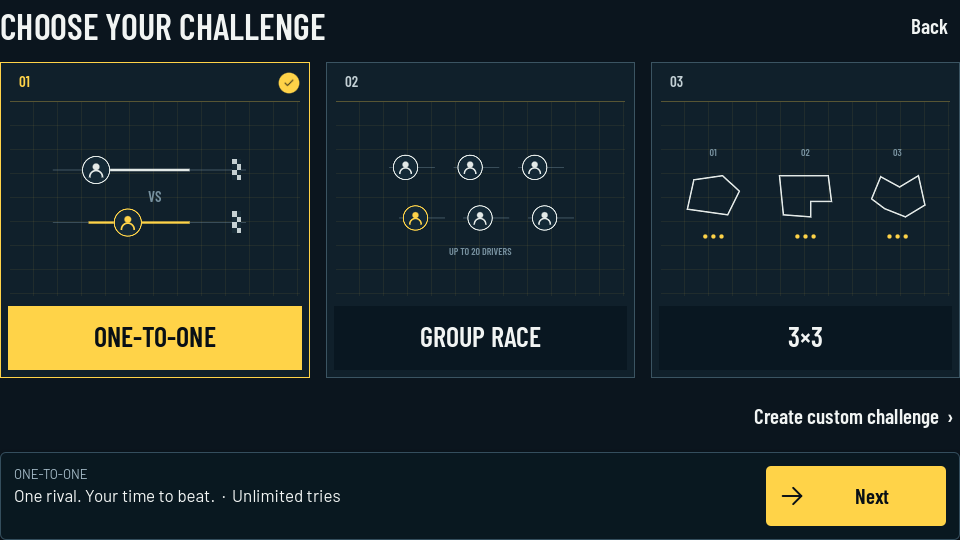 CHOOSE YOUR CHALLENGE
Back
01
VS
ONE-TO-ONE
02
UP TO 20 DRIVERS
GROUP RACE
03
01 02 03
3×3
Create custom challenge ›
ONE-TO-ONE
One rival. Your time to beat. · Unlimited tries
Next